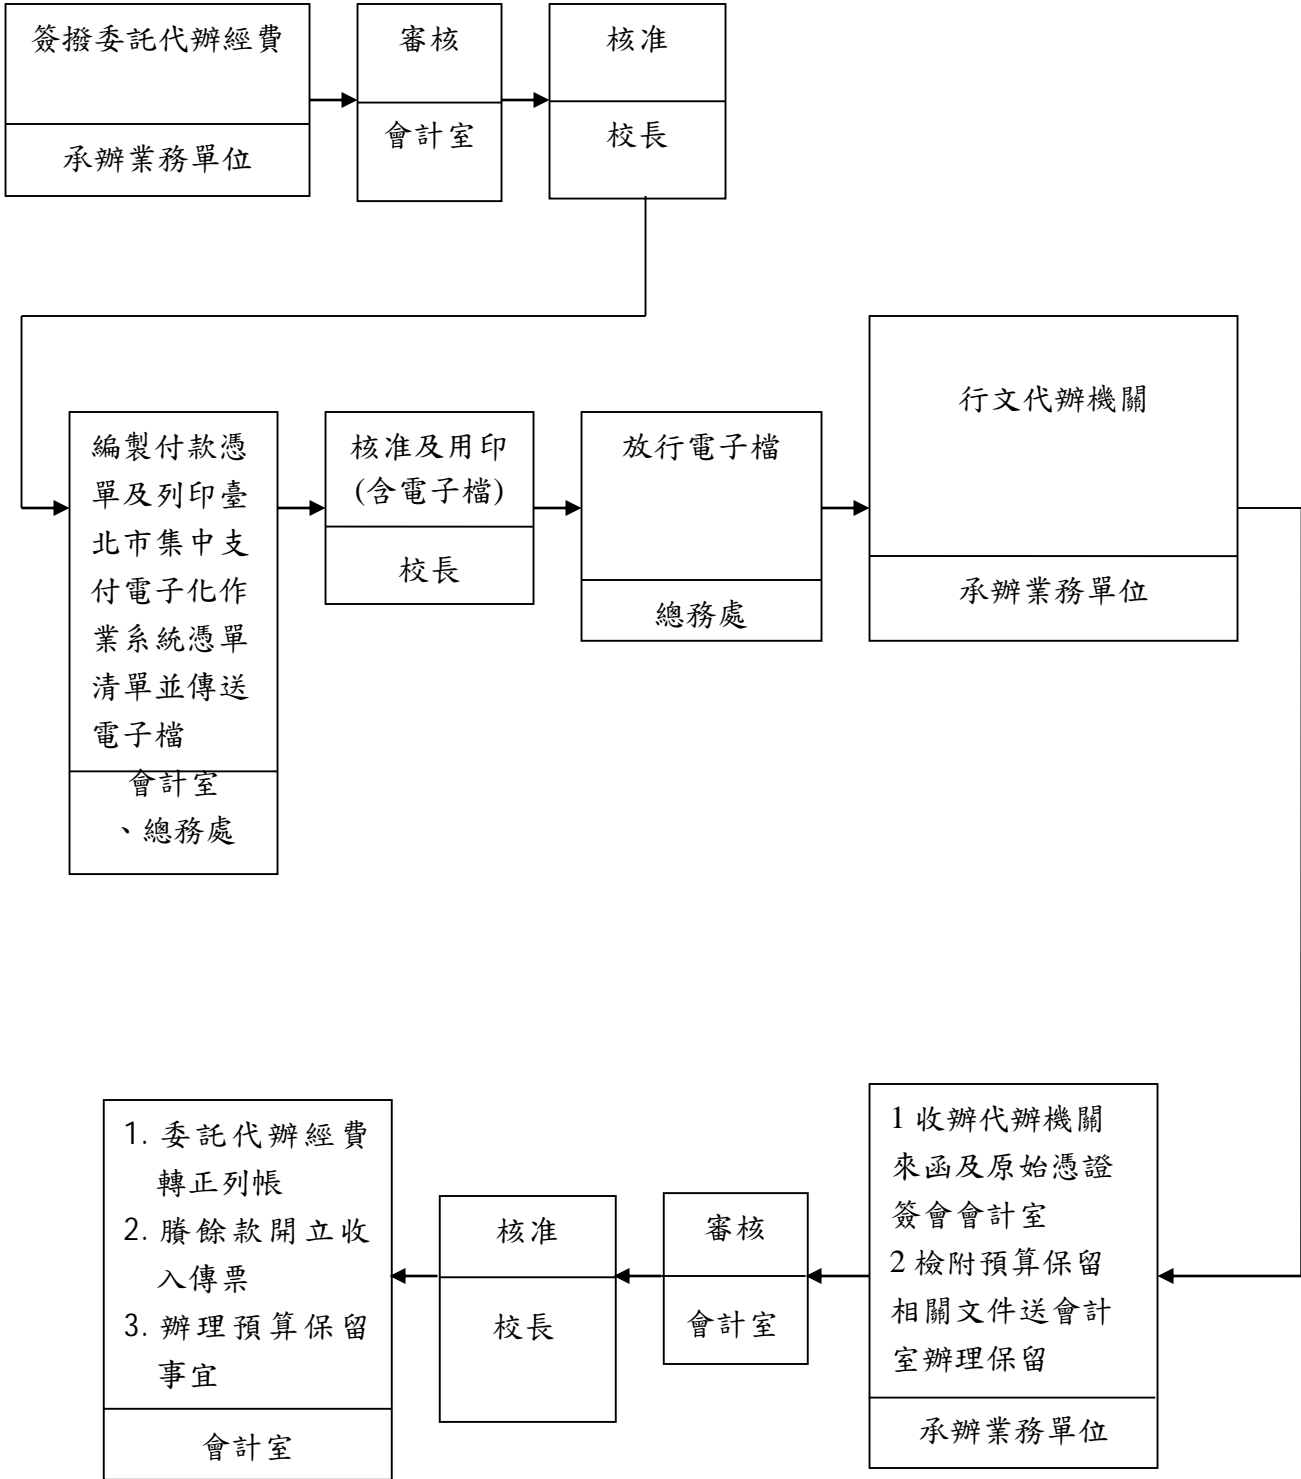 簽撥委託代辦經費
承辦業務單位
審核
會計室
核准
校長
編製付款憑
單及列印臺
北市集中支
付電子化作
業系統憑單
清單並傳送
電子檔
會計室
、總務處
核准及用印
(含電子檔)
校長
放行電子檔
總務處
行文代辦機關
承辦業務單位
1 收辦代辦機關
來函及原始憑證
簽會會計室
2 檢附預算保留
相關文件送會計
室辦理保留
承辦業務單位
審核
會計室
核准
校長
1. 委託代辦經費
轉正列帳
2. 賸餘款開立收
入傳票
3. 辦理預算保留
事宜
會計室